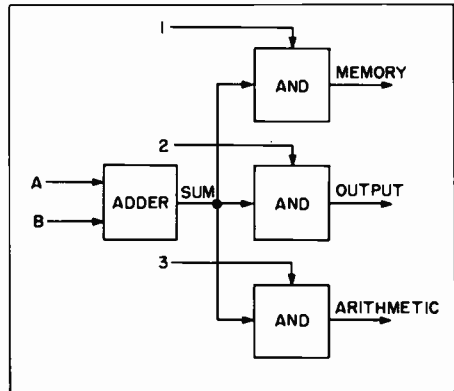 1
AND
MEMORY
2
A
B
ADDER
SUM
AND
OUTPUT
3
AND
ARITHMETIC